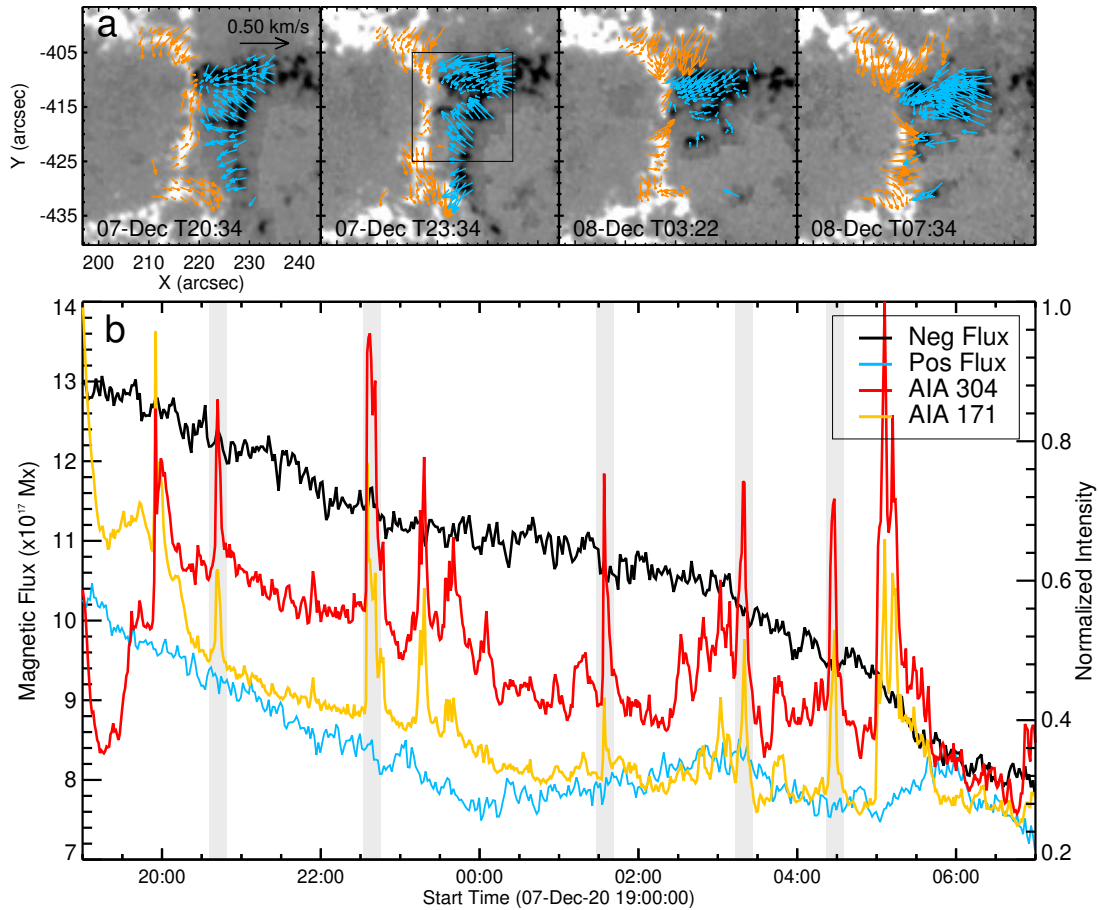 a
0.50 km/s
-405
-415
-425
-435
Y (arcsec)
07-Dec T20:34
07-Dec T23:34
08-Dec T03:22
08-Dec T07:34
200 210 220 230 240
X (arcsec)
b
14
13
12
11
10
9
8
7
Magnetic Flux (x10¹⁷ Mx)
1.0
0.8
0.6
0.4
0.2
Normalized Intensity
Neg Flux
Pos Flux
AIA 304
AIA 171
20:00 22:00 00:00 02:00 04:00 06:00
Start Time (07-Dec-20 19:00:00)